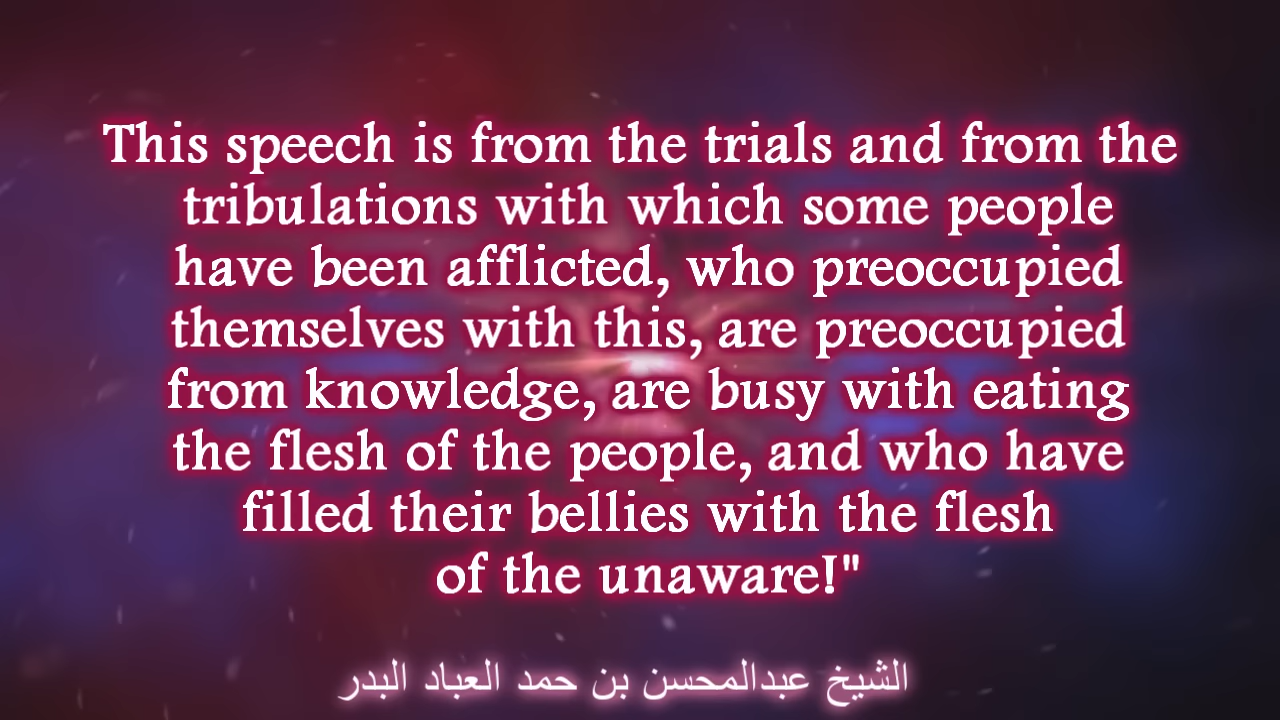 This speech is from the trials and from the
tribulations with which some people
have been afflicted, who preoccupied
themselves with this, are preoccupied
from knowledge, are busy with eating
the flesh of the people, and who have
filled their bellies with the flesh
of the unaware!"
الشيخ عبدالمحسن بن حمد العباد البدر